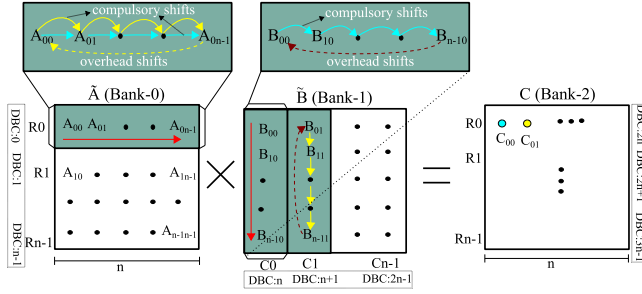 compulsory shifts
A00 A01 A0n-1
overhead shifts
compulsory shifts
B00 B10 Bn-10
overhead shifts
Ã (Bank-0)
B̃ (Bank-1)
C (Bank-2)
DBC:0
DBC:1
DBC:n-1
R0
R1
Rn-1
A00 A01 A0n-1
A10 A1n-1
An-1n-1
n
×
B00
B10
Bn-10
B01
B11
Bn-11
C0 C1 Cn-1
DBC:n DBC:n+1 DBC:2n-1
=
R0
R1
Rn-1
C00 C01
n
DBC:2n
DBC:2n+1
DBC:3n-1